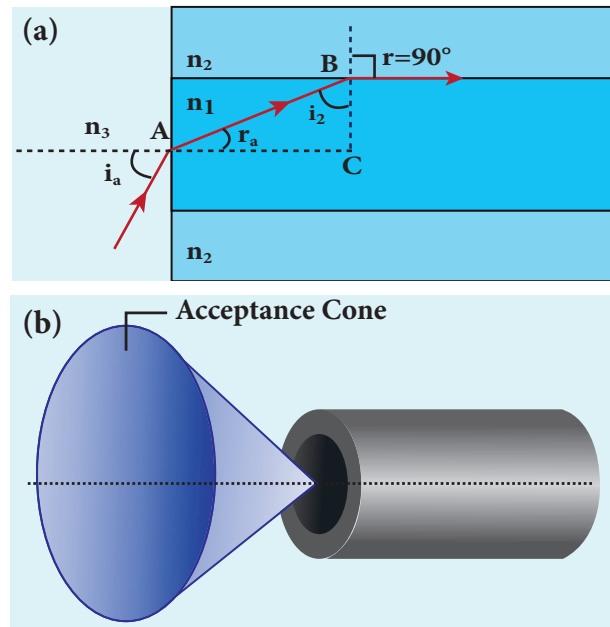 (a)
n₂
B
r=90°
n₁
i₂
n₃
A
rₐ
iₐ
C
n₂
(b)
Acceptance Cone